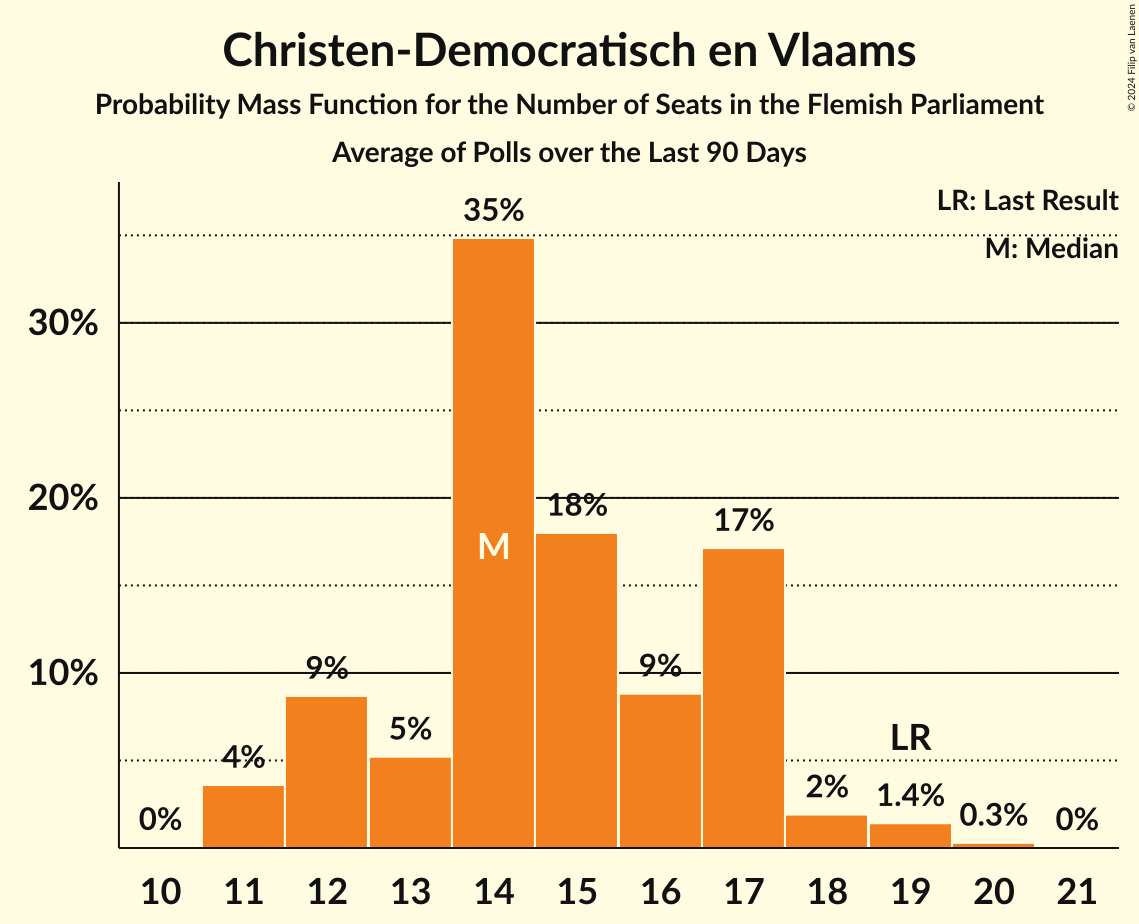 Christen-Democratisch en Vlaams
Probability Mass Function for the Number of Seats in the Flemish Parliament
Average of Polls over the Last 90 Days
© 2024 Filip van Laenen
LR: Last Result
M: Median
35%
30%
20%
18%
17%
M
10%
9%
9%
5%
4%
LR
2%
1.4%
0.3%
0%
0%
10 11 12 13 14 15 16 17 18 19 20 21